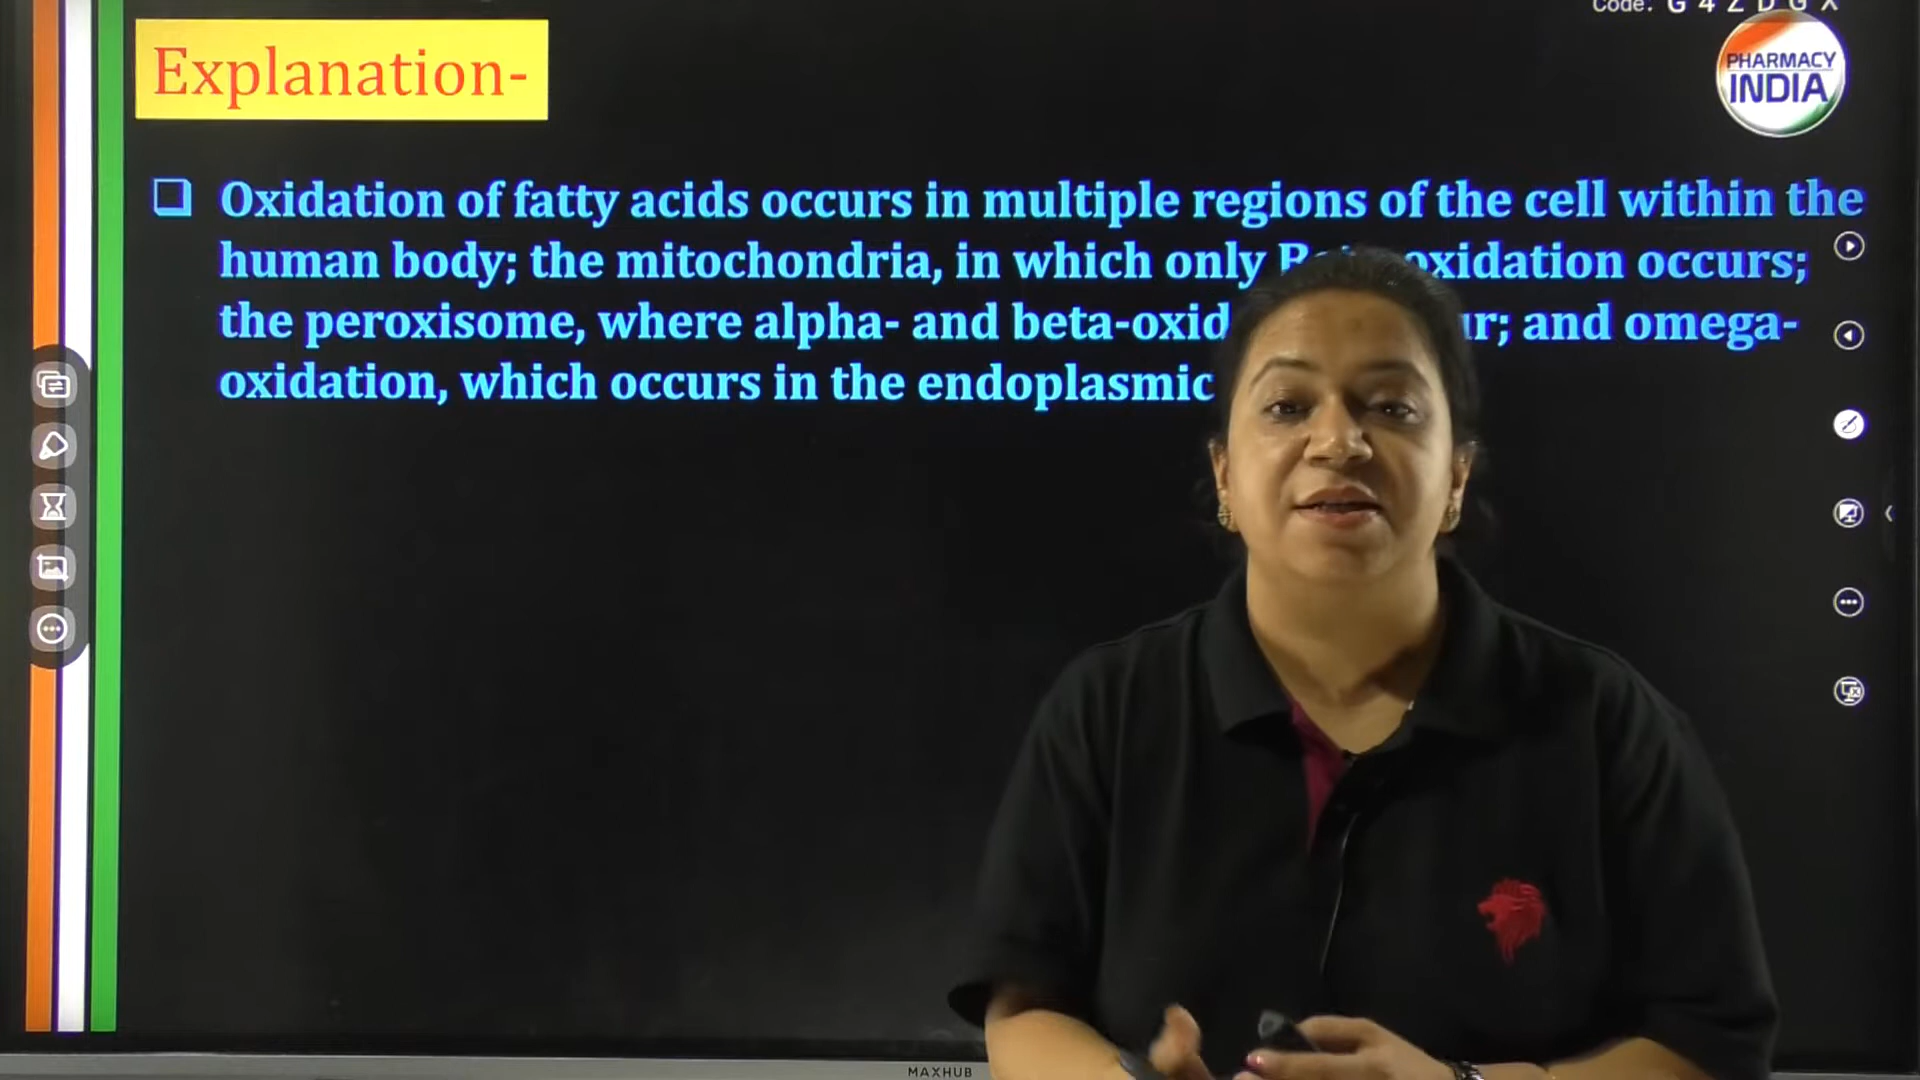 Code: G 4 Z D G X
Explanation-
PHARMACY
INDIA
Oxidation of fatty acids occurs in multiple regions of the cell within the
human body; the mitochondria, in which only oxidation occurs;
the peroxisome, where alpha- and and omega-
oxidation, which occurs in the endoplasmic
MAXHUB